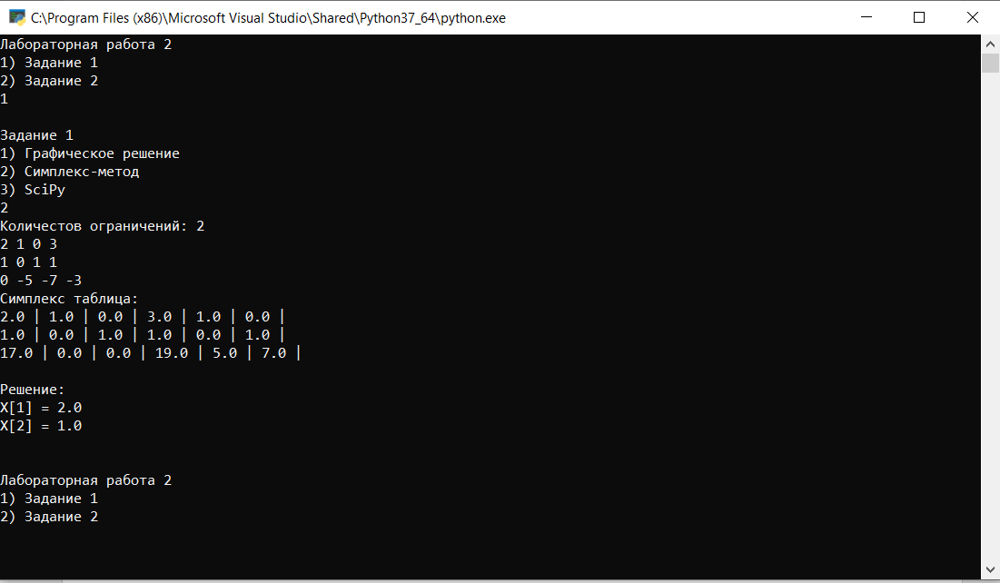 C:\Program Files (x86)\Microsoft Visual Studio\Shared\Python37_64\python.exe
Лабораторная работа 2
1) Задание 1
2) Задание 2
1
Задание 1
1) Графическое решение
2) Симплекс-метод
3) SciPy
2
Количестов ограничений: 2
2 1 0 3
1 0 1 1
0 -5 -7 -3
Симплекс таблица:
2.0 | 1.0 | 0.0 | 3.0 | 1.0 | 0.0 |
1.0 | 0.0 | 1.0 | 1.0 | 0.0 | 1.0 |
17.0 | 0.0 | 0.0 | 19.0 | 5.0 | 7.0 |
Решение:
X[1] = 2.0
X[2] = 1.0
Лабораторная работа 2
1) Задание 1
2) Задание 2